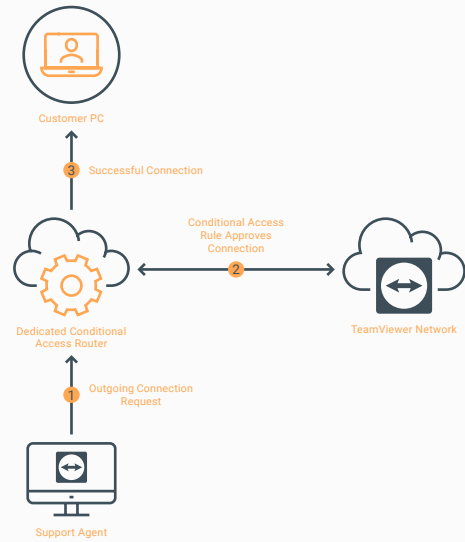 Customer PC
3
Successful Connection
Conditional Access
Rule Approves
Connection
2
Dedicated Conditional
Access Router
TeamViewer Network
1
Outgoing Connection
Request
Support Agent